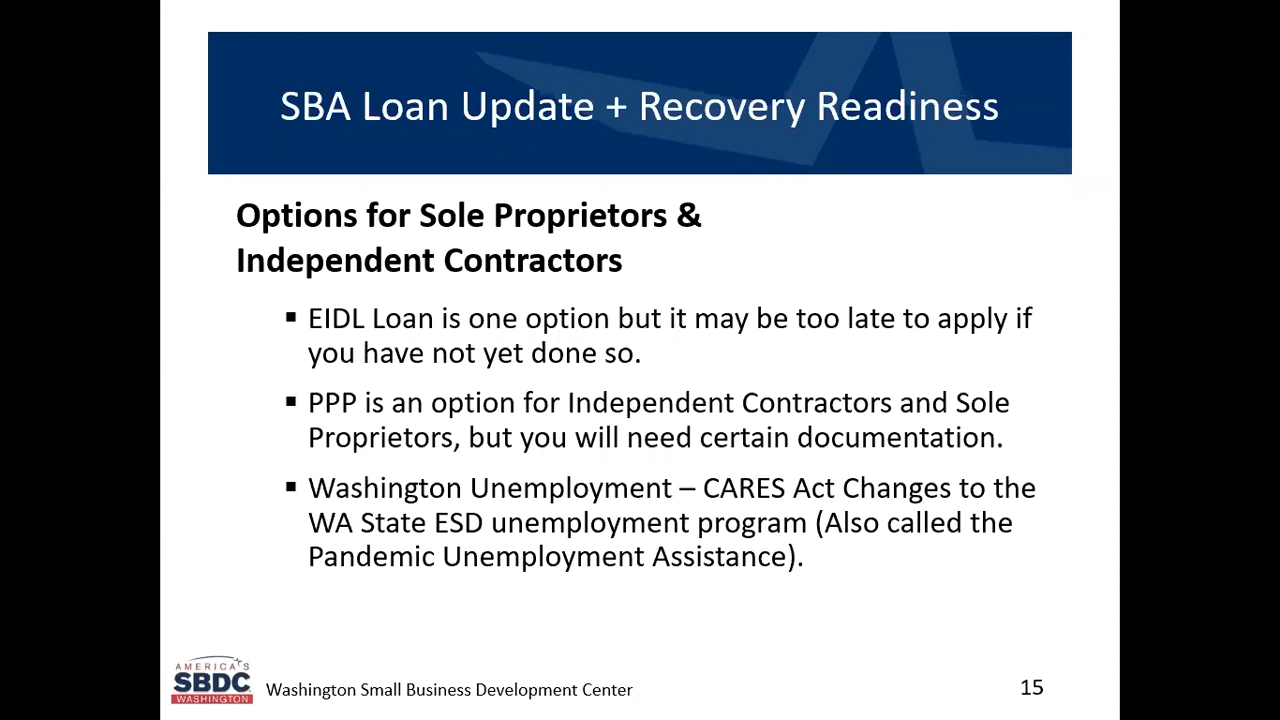 SBA Loan Update + Recovery Readiness
Options for Sole Proprietors &
Independent Contractors
▪ EIDL Loan is one option but it may be too late to apply if
you have not yet done so.
▪ PPP is an option for Independent Contractors and Sole
Proprietors, but you will need certain documentation.
▪ Washington Unemployment – CARES Act Changes to the
WA State ESD unemployment program (Also called the
Pandemic Unemployment Assistance).
AMERICA'S
SBDC
WASHINGTON
Washington Small Business Development Center
15